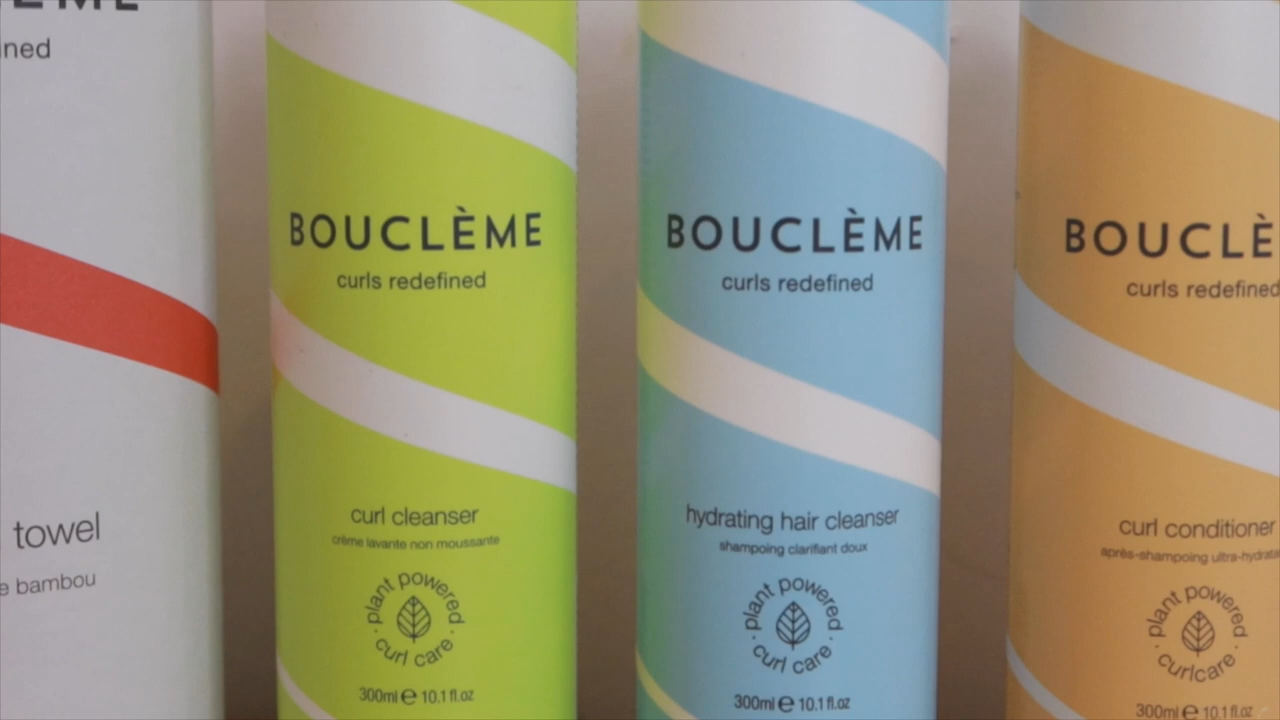 ÈME
ined
towel
e bambou
BOUCLÈME
curls redefined
curl cleanser
crème lavante non moussante
plant powered
· curl care ·
300ml e 10.1 fl.oz
BOUCLÈME
curls redefined
hydrating hair cleanser
shampoing clarifiant doux
plant powered
· curl care ·
300ml e 10.1 fl.oz
BOUCLÈ
curls redefined
curl conditioner
après-shampoing ultra-hydrata
plant powered
· curlcare ·
300ml e 10.1 fl.oz